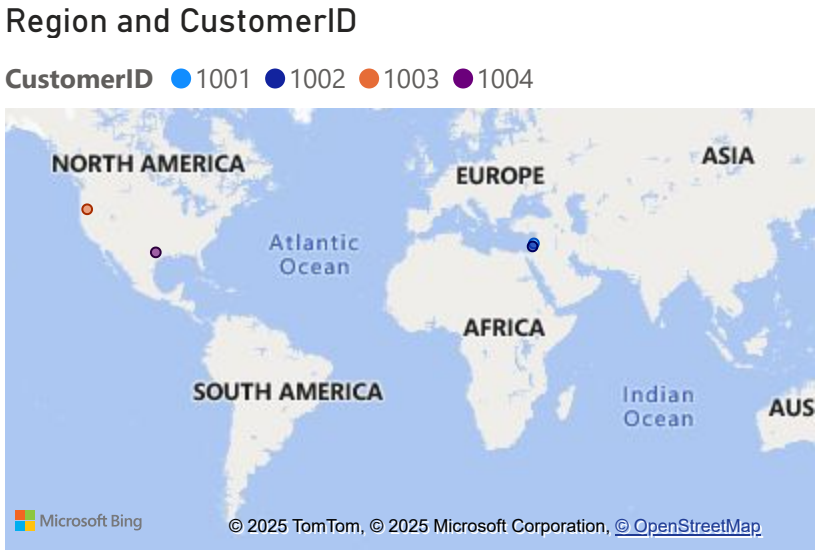 Region and CustomerID
CustomerID 1001 1002 1003 1004
NORTH AMERICA
EUROPE
ASIA
Atlantic
Ocean
AFRICA
SOUTH AMERICA
Indian
Ocean
AUS
Microsoft Bing
© 2025 TomTom, © 2025 Microsoft Corporation, © OpenStreetMap